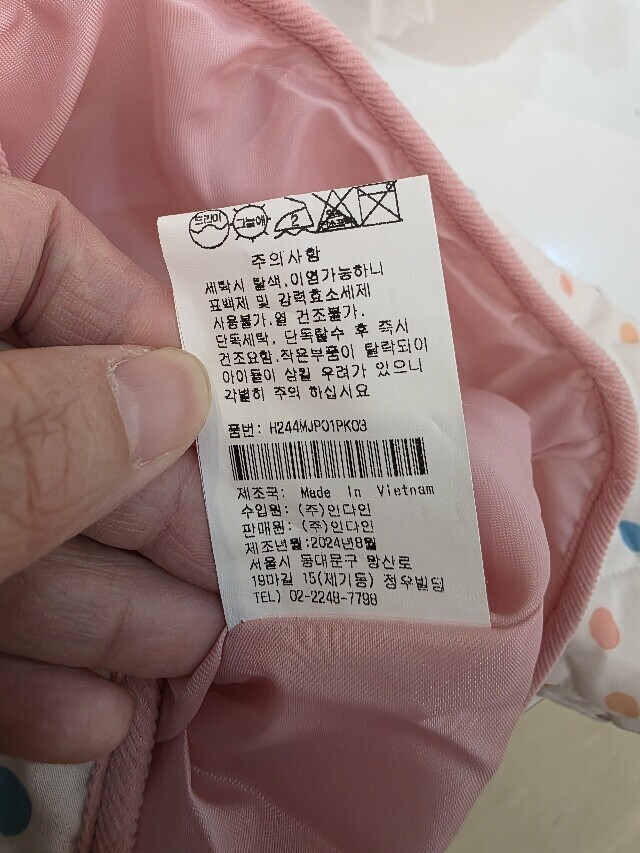 드라이
그늘에
2
염소
주의사항
세탁시 탈색,이염가능하니
표백제 및 강력효소세제
사용불가.열 건조불가.
단독세탁, 단독탈수 후 즉시
건조요함.작은부품이 탈락되어
아이들이 삼킬 우려가 있으니
각별히 주의 하십시요
품번: H244MJP01PK03
제조국: Made In Vietnam
수입원: (주)인다인
판매원: (주)인다인
제조년월:2024년8월
서울시 동대문구 왕산로
19마길 15(제기동) 정우빌딩
TEL) 02-2248-7798